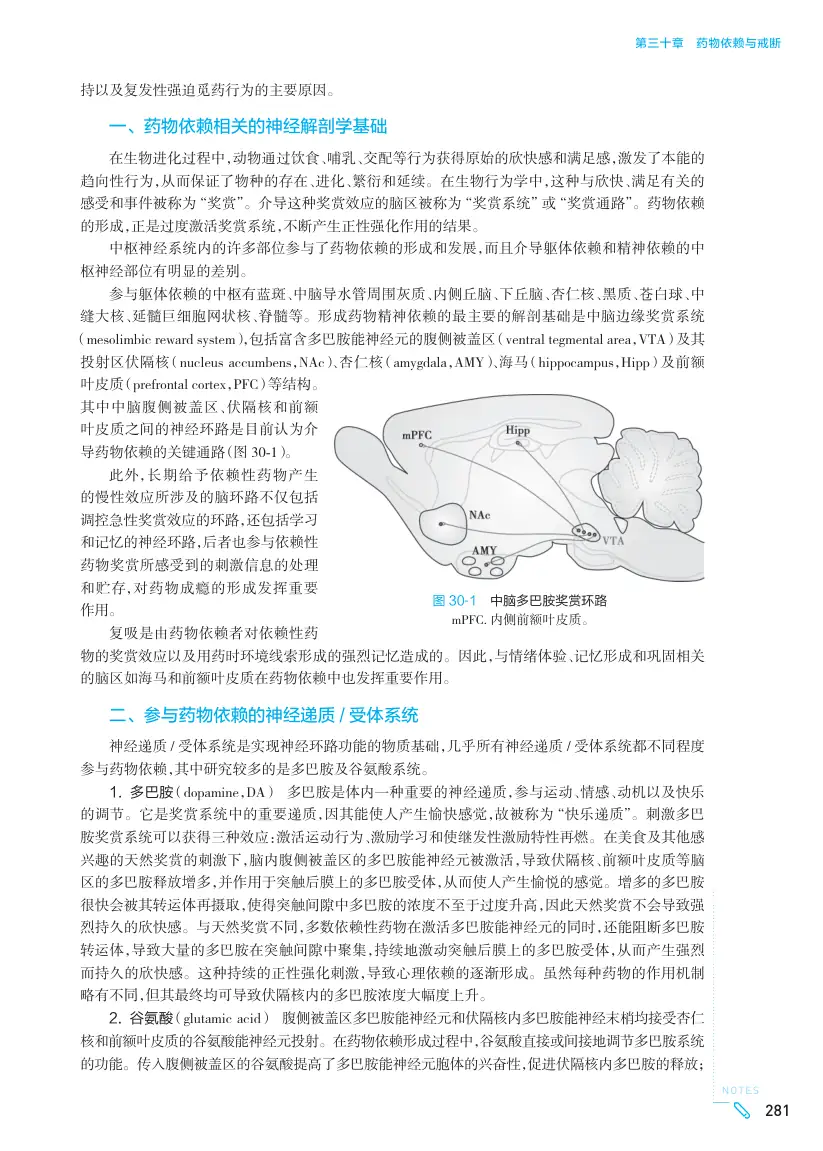 第三十章 药物依赖与戒断
持以及复发性强迫觅药行为的主要原因。
一、药物依赖相关的神经解剖学基础
在生物进化过程中,动物通过饮食、哺乳、交配等行为获得原始的欣快感和满足感,激发了本能的
趋向性行为,从而保证了物种的存在、进化、繁衍和延续。在生物行为学中,这种与欣快、满足有关的
感受和事件被称为“奖赏”。介导这种奖赏效应的脑区被称为“奖赏系统”或“奖赏通路”。药物依赖
的形成,正是过度激活奖赏系统,不断产生正性强化作用的结果。
中枢神经系统内的许多部位参与了药物依赖的形成和发展,而且介导躯体依赖和精神依赖的中
枢神经部位有明显的差别。
参与躯体依赖的中枢有蓝斑、中脑导水管周围灰质、内侧丘脑、下丘脑、杏仁核、黑质、苍白球、中
缝大核、延髓巨细胞网状核、脊髓等。形成药物精神依赖的最主要的解剖基础是中脑边缘奖赏系统
(mesolimbic reward system),包括富含多巴胺能神经元的腹侧被盖区(ventral tegmental area,VTA)及其
投射区伏隔核(nucleus accumbens,NAc)、杏仁核(amygdala,AMY)、海马(hippocampus,Hipp)及前额
叶皮质(prefrontal cortex,PFC)等结构。
其中中脑腹侧被盖区、伏隔核和前额
叶皮质之间的神经环路是目前认为介
导药物依赖的关键通路(图 30-1)。
此外,长期给予依赖性药物产生
的慢性效应所涉及的脑环路不仅包括
调控急性奖赏效应的环路,还包括学习
和记忆的神经环路,后者也参与依赖性
药物奖赏所感受到的刺激信息的处理
和贮存,对药物成瘾的形成发挥重要
作用。
mPFC
Hipp
NAc
AMY
VTA
图 30-1 中脑多巴胺奖赏环路
mPFC. 内侧前额叶皮质。
复吸是由药物依赖者对依赖性药
物的奖赏效应以及用药时环境线索形成的强烈记忆造成的。因此,与情绪体验、记忆形成和巩固相关
的脑区如海马和前额叶皮质在药物依赖中也发挥重要作用。
二、参与药物依赖的神经递质 / 受体系统
神经递质 / 受体系统是实现神经环路功能的物质基础,几乎所有神经递质 / 受体系统都不同程度
参与药物依赖,其中研究较多的是多巴胺及谷氨酸系统。
1. 多巴胺(dopamine,DA) 多巴胺是体内一种重要的神经递质,参与运动、情感、动机以及快乐
的调节。它是奖赏系统中的重要递质,因其能使人产生愉快感觉,故被称为“快乐递质”。刺激多巴
胺奖赏系统可以获得三种效应:激活运动行为、激励学习和使继发性激励特性再燃。在美食及其他感
兴趣的天然奖赏的刺激下,脑内腹侧被盖区的多巴胺能神经元被激活,导致伏隔核、前额叶皮质等脑
区的多巴胺释放增多,并作用于突触后膜上的多巴胺受体,从而使人产生愉悦的感觉。增多的多巴胺
很快会被其转运体再摄取,使得突触间隙中多巴胺的浓度不至于过度升高,因此天然奖赏不会导致强
烈持久的欣快感。与天然奖赏不同,多数依赖性药物在激活多巴胺能神经元的同时,还能阻断多巴胺
转运体,导致大量的多巴胺在突触间隙中聚集,持续地激动突触后膜上的多巴胺受体,从而产生强烈
而持久的欣快感。这种持续的正性强化刺激,导致心理依赖的逐渐形成。虽然每种药物的作用机制
略有不同,但其最终均可导致伏隔核内的多巴胺浓度大幅度上升。
2. 谷氨酸(glutamic acid) 腹侧被盖区多巴胺能神经元和伏隔核内多巴胺能神经末梢均接受杏仁
核和前额叶皮质的谷氨酸能神经元投射。在药物依赖形成过程中,谷氨酸直接或间接地调节多巴胺系统
的功能。传入腹侧被盖区的谷氨酸提高了多巴胺能神经元胞体的兴奋性,促进伏隔核内多巴胺的释放;
NOTES
281